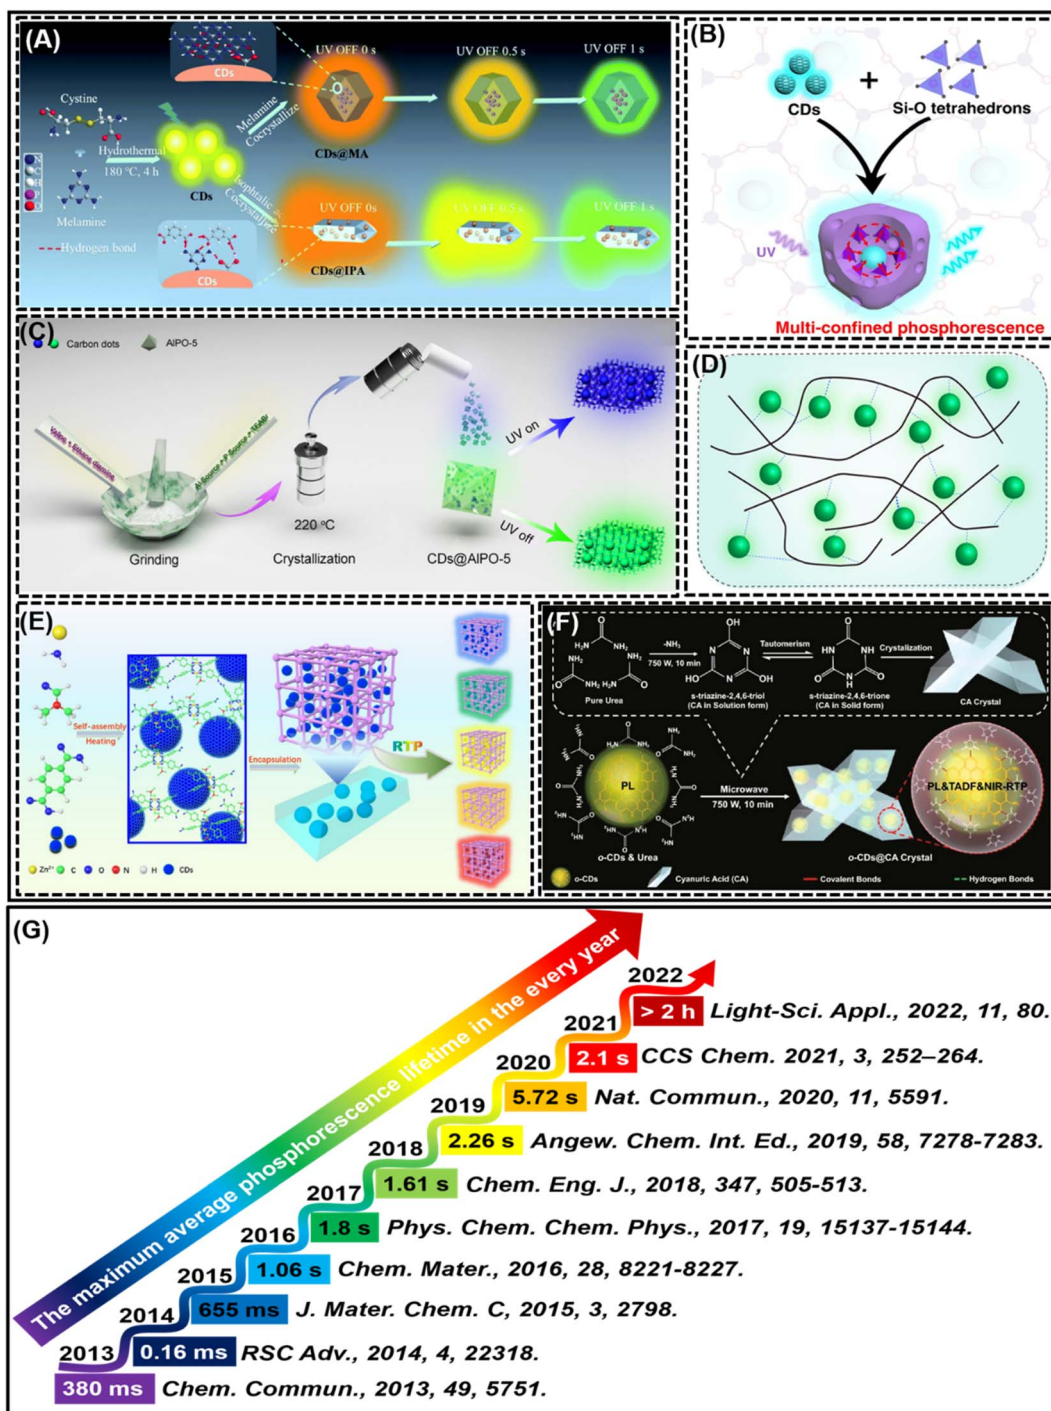 (A)
UV OFF 0 s
UV OFF 0.5 s
UV OFF 1 s
CDs
Cystine
Melanine
Cocrystallize
CDs@MA
Hydrothermal
180 °C, 4 h
CDs
Melamine
Hydrogen bond
Isophtalic ac
Cocrystallize
UV OFF 0s
UV OFF 0.5 s
UV OFF 1 s
CDs@IPA
CDs
(B)
CDs
+
Si-O tetrahedrons
UV
Multi-confined phosphorescence
(C)
Carbon dots
AlPO-5
Grinding
220 °C
Crystallization
CDs@AlPO-5
UV on
UV off
(D)
(E)
Self-assembly
Heating
Encapsulation
RTP
Zn²⁺
C
O
N
H
CDs
(F)
-NH₃
750 W, 10 min
Tautomerism
Crystallization
Pure Urea
s-triazine-2,4,6-triol
(CA in Solution form)
s-triazine-2,4,6-trione
(CA in Solid form)
CA Crystal
PL
Microwave
750 W, 10 min
PL&TADF&NIR-RTP
o-CDs & Urea
o-CDs@CA Crystal
o-CDs
Cyanuric Acid (CA)
Covalent Bonds
Hydrogen Bonds
(G)
The maximum average phosphorescence lifetime in the every year
2022
> 2 h Light-Sci. Appl., 2022, 11, 80.
2021
2.1 s CCS Chem. 2021, 3, 252–264.
2020
5.72 s Nat. Commun., 2020, 11, 5591.
2019
2.26 s Angew. Chem. Int. Ed., 2019, 58, 7278-7283.
2018
1.61 s Chem. Eng. J., 2018, 347, 505-513.
2017
1.8 s Phys. Chem. Chem. Phys., 2017, 19, 15137-15144.
2016
1.06 s Chem. Mater., 2016, 28, 8221-8227.
2015
655 ms J. Mater. Chem. C, 2015, 3, 2798.
2014
0.16 ms RSC Adv., 2014, 4, 22318.
2013
380 ms Chem. Commun., 2013, 49, 5751.